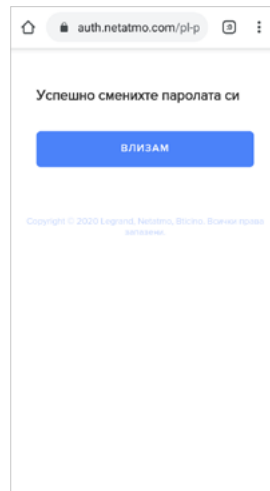 auth.netatmo.com/pl-p
Успешно сменихте паролата си
ВЛИЗАМ
Copyright © 2020 Legrand, Netatmo, Bticino. Всички права
запазени.